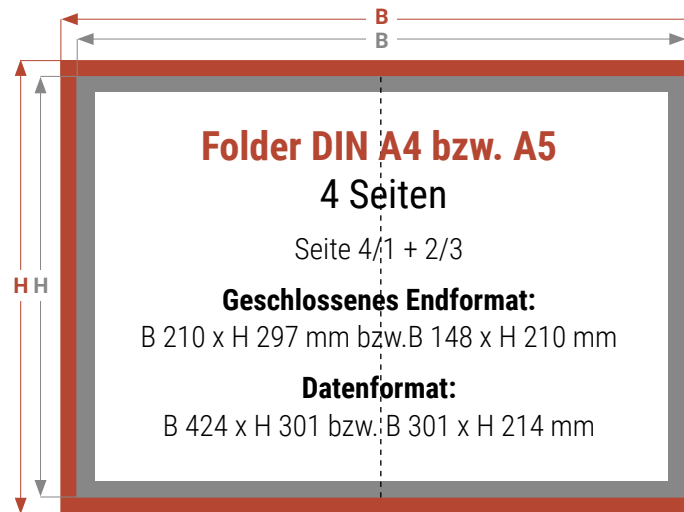 B
B
H H
Folder DIN A4 bzw. A5
4 Seiten
Seite 4/1 + 2/3
Geschlossenes Endformat:
B 210 x H 297 mm bzw.B 148 x H 210 mm
Datenformat:
B 424 x H 301 bzw. B 301 x H 214 mm